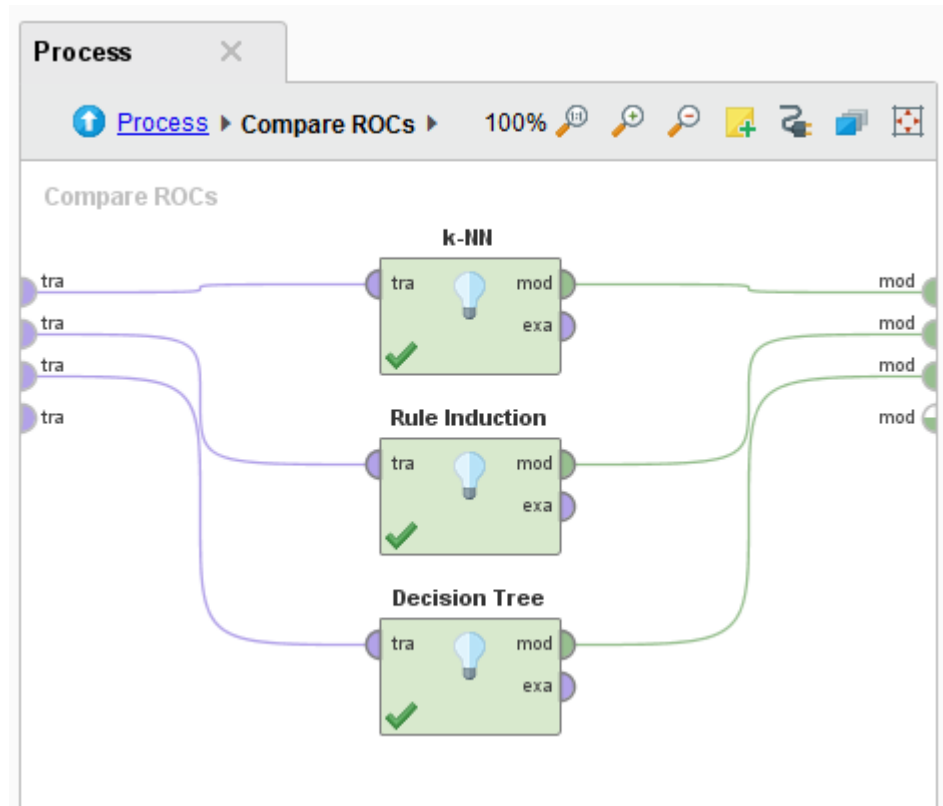 Process
Process Compare ROCs 100%
Compare ROCs
k-NN
tra tra mod mod
tra exa mod
tra mod
tra Rule Induction mod
tra mod
exa
Decision Tree
tra mod
exa